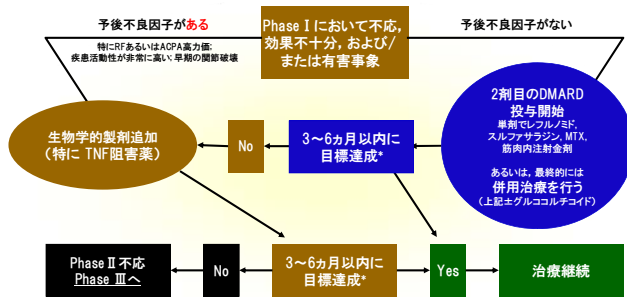 予後不良因子がある
予後不良因子がない
特にRFあるいはACPA高力価;
疾患活動性が非常に高い; 早期の関節破壊
Phase Ⅰ において不応,
効果不十分, および/
または有害事象
2剤目のDMARD
投与開始
単剤でレフルノミド,
スルファサラジン, MTX,
筋肉内注射金剤
あるいは, 最終的には
併用治療を行う
(上記±グルココルチコイド)
生物学的製剤追加
(特に TNF阻害薬)
No
3～6ヵ月以内に
目標達成*
Phase Ⅱ 不応
Phase Ⅲへ
No
3～6ヵ月以内に
目標達成*
Yes
治療継続